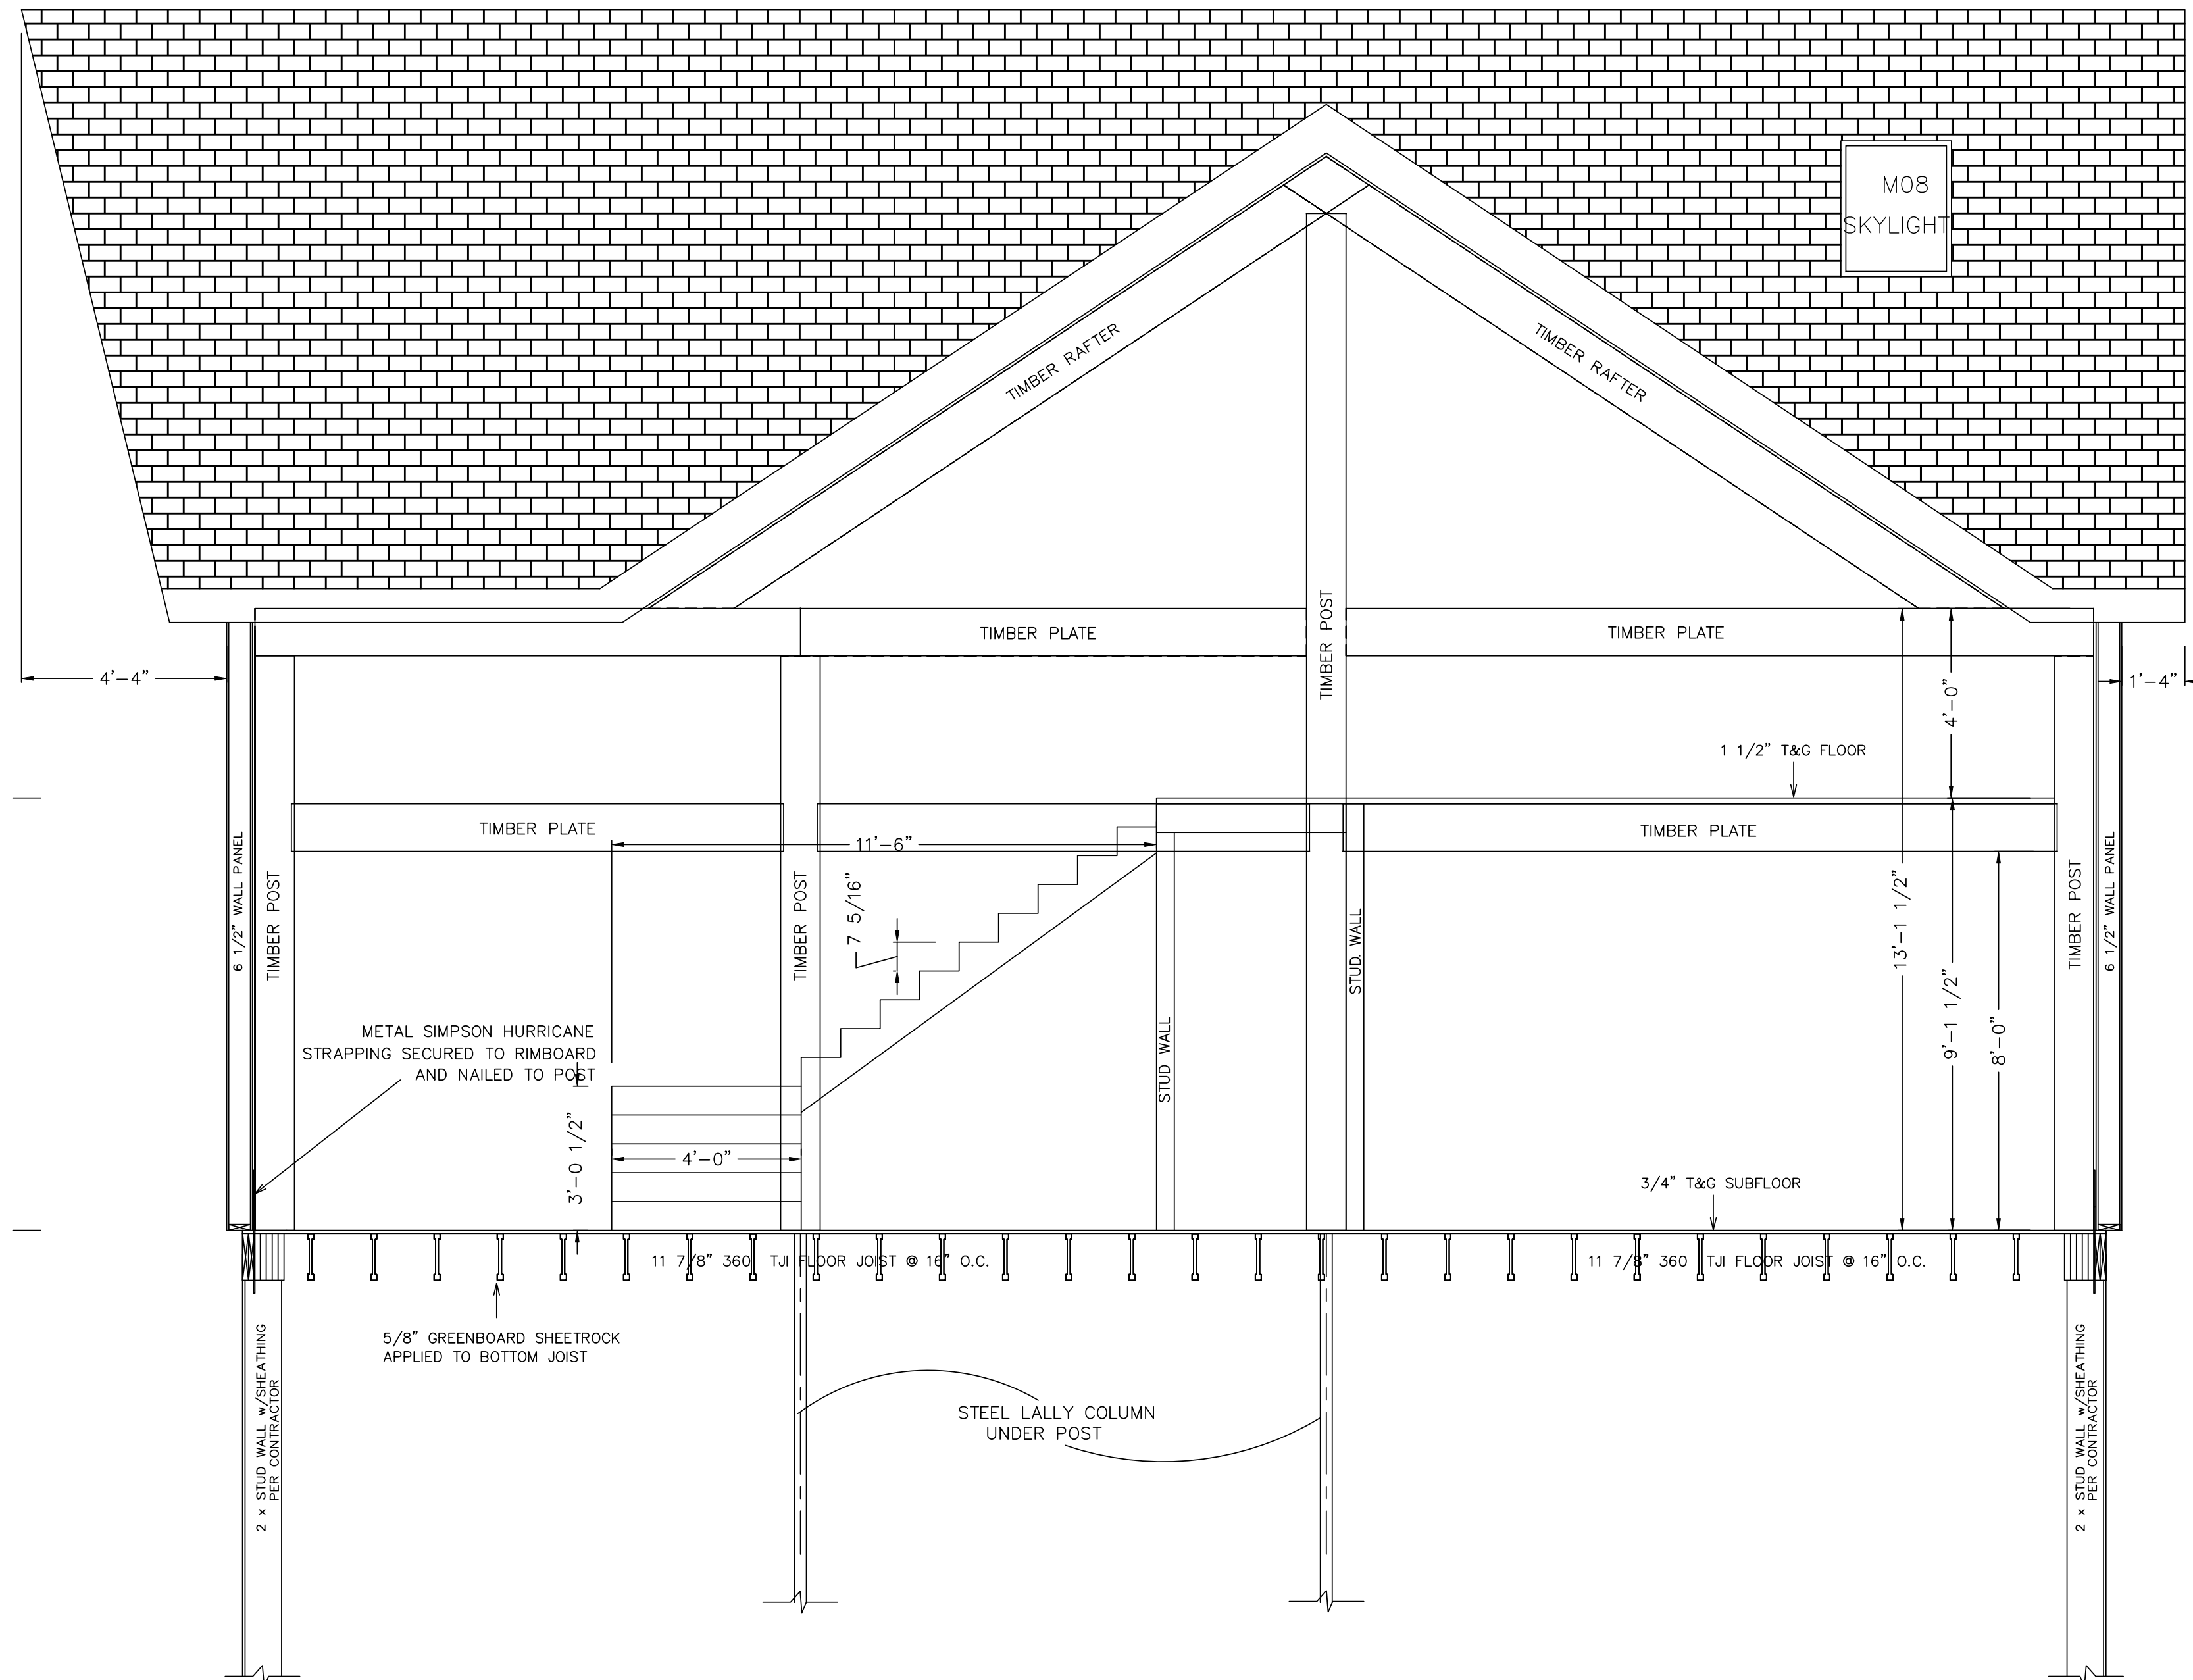 M08
SKYLIGHT
TIMBER RAFTER
TIMBER RAFTER
TIMBER PLATE
TIMBER POST
TIMBER PLATE
4'-4"
1'-4"
4'-0"
1 1/2" T&G FLOOR
TIMBER PLATE
11'-6"
TIMBER PLATE
6 1/2" WALL PANEL
TIMBER POST
TIMBER POST
7 5/16"
STUD. WALL
13'-1 1/2"
9'-1 1/2"
8'-0"
TIMBER POST
6 1/2" WALL PANEL
METAL SIMPSON HURRICANE
STRAPPING SECURED TO RIMBOARD
AND NAILED TO POST
STUD WALL
3'-0 1/2"
4'-0"
3/4" T&G SUBFLOOR
11 7/8" 360 TJI FLOOR JOIST @ 16" O.C.
11 7/8" 360 TJI FLOOR JOIST @ 16" O.C.
5/8" GREENBOARD SHEETROCK
APPLIED TO BOTTOM JOIST
2 x STUD WALL w/SHEATHING
PER CONTRACTOR
STEEL LALLY COLUMN
UNDER POST
2 x STUD WALL w/SHEATHING
PER CONTRACTOR